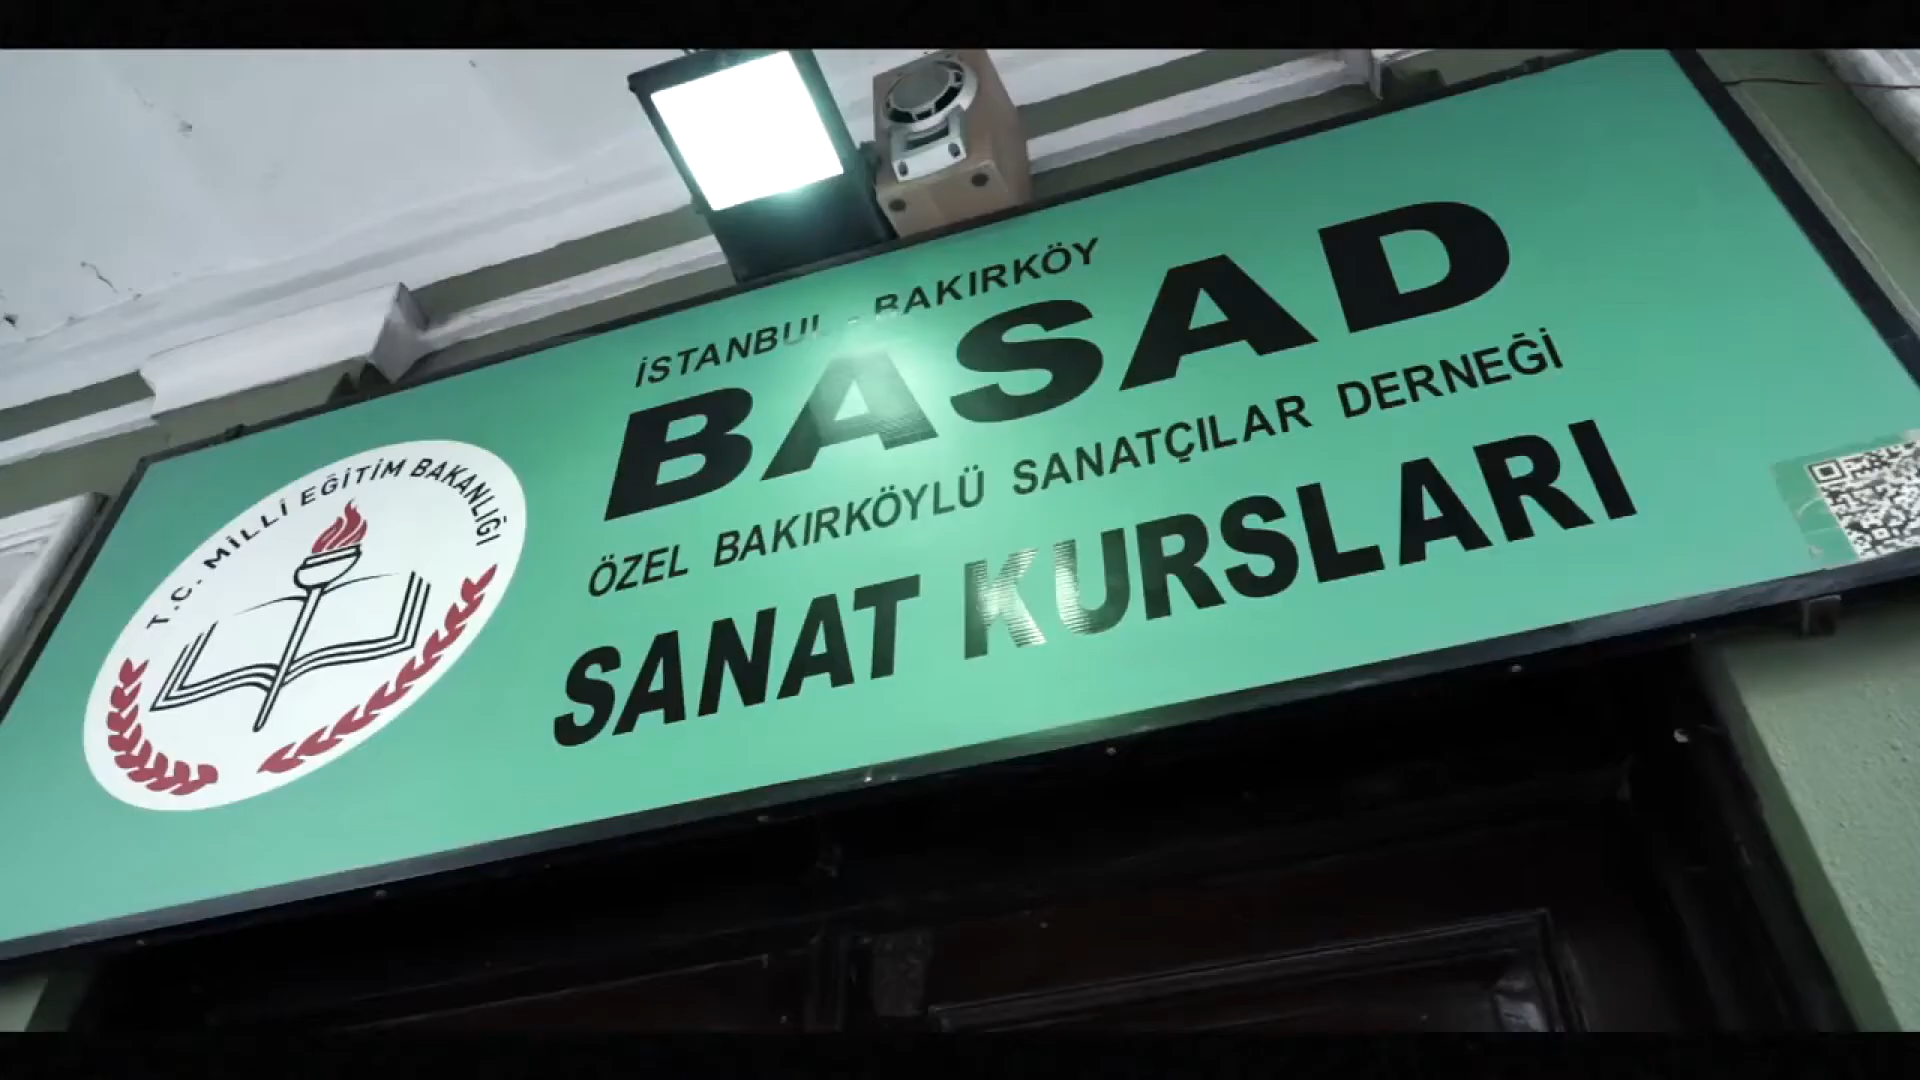 T.C. MİLLİ EĞİTİM BAKANLIĞI
İSTANBUL - BAKIRKÖY
BASAD
ÖZEL BAKIRKÖYLÜ SANATÇILAR DERNEĞİ
SANAT KURSLARI